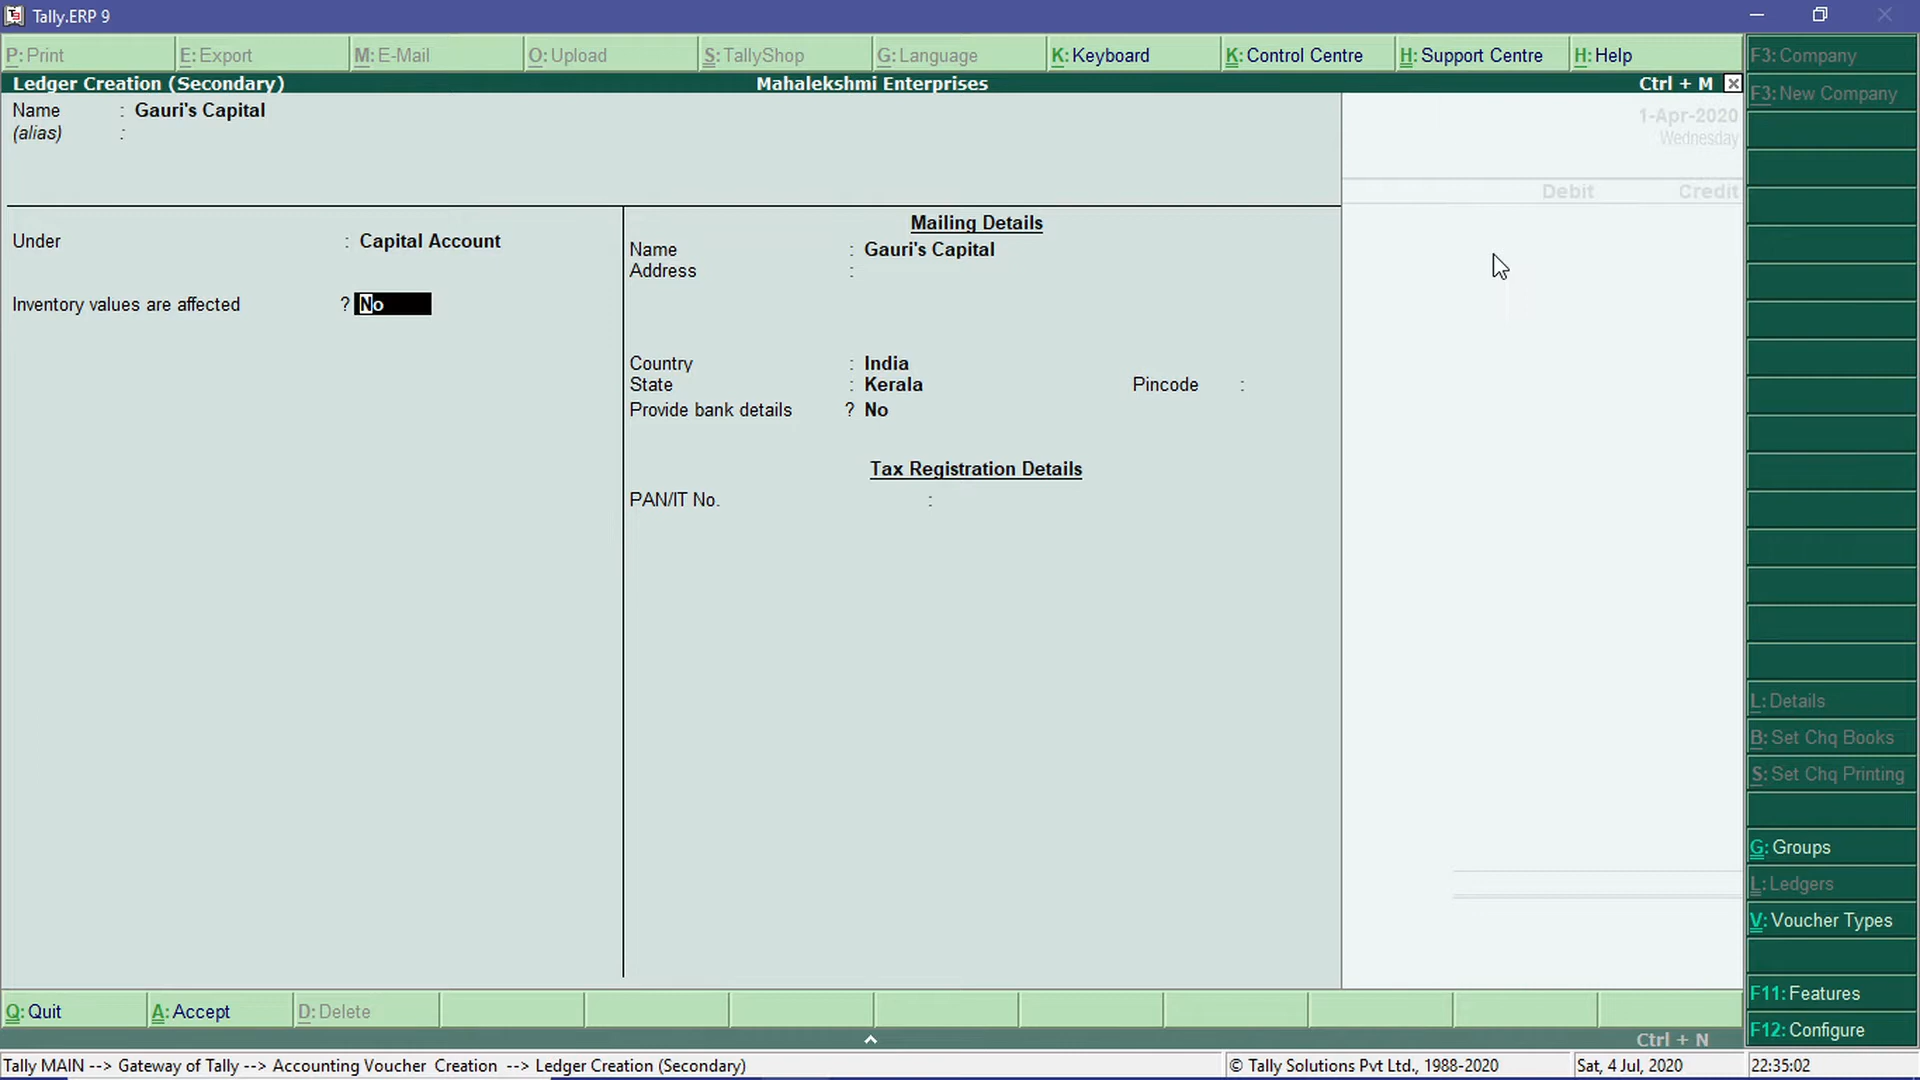 Tally.ERP 9
P: Print
E: Export
M: E-Mail
O: Upload
S: TallyShop
G: Language
K: Keyboard
K: Control Centre
H: Support Centre
H: Help
Ledger Creation (Secondary)
Mahalekshmi Enterprises
Ctrl + M
Name : Gauri's Capital
(alias) :
1-Apr-2020
Wednesday
Debit Credit
Under : Capital Account
Inventory values are affected ? No
Mailing Details
Name : Gauri's Capital
Address :
Country : India
State : Kerala Pincode :
Provide bank details ? No
Tax Registration Details
PAN/IT No. :
F3: Company
F3: New Company
L: Details
B: Set Chq Books
S: Set Chq Printing
G: Groups
L: Ledgers
V: Voucher Types
F11: Features
F12: Configure
Q: Quit
A: Accept
D: Delete
Ctrl + N
Tally MAIN --> Gateway of Tally --> Accounting Voucher Creation --> Ledger Creation (Secondary)
© Tally Solutions Pvt Ltd., 1988-2020
Sat, 4 Jul, 2020
22:35:02